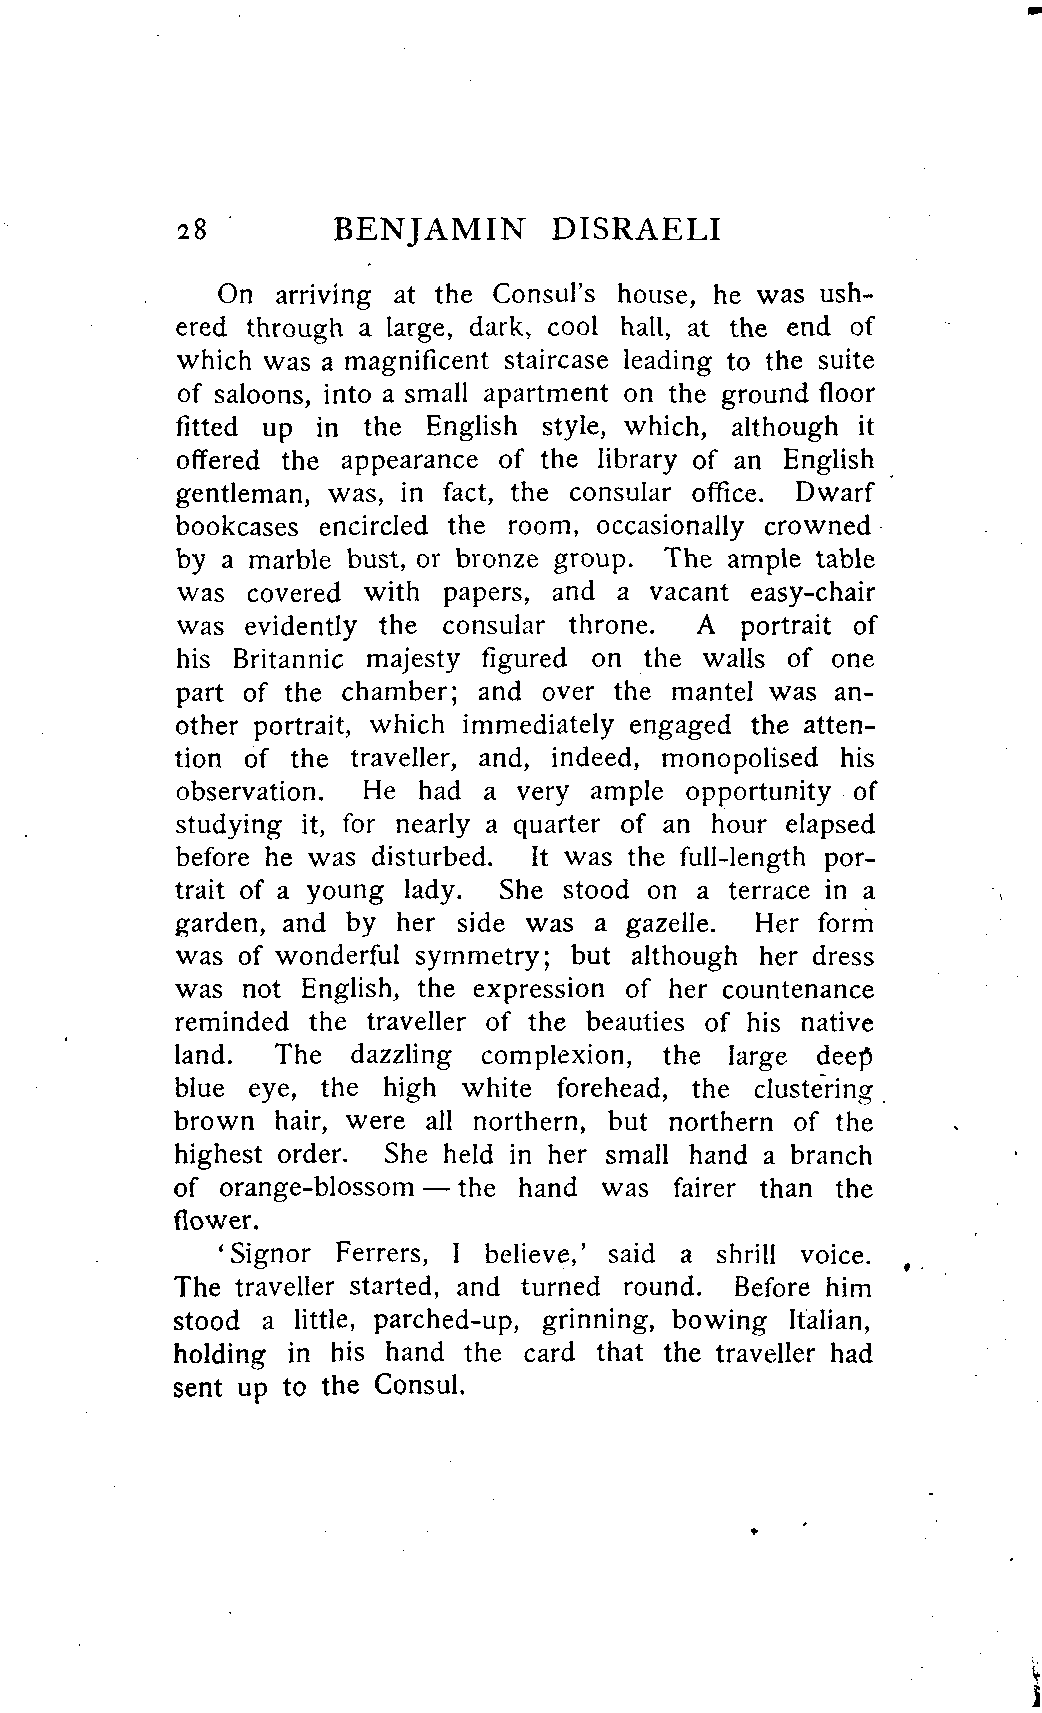 28 BENJAMIN DISRAELI
On arriving at the Consul's house, he was ush-
ered through a large, dark, cool hall, at the end of
which was a magnificent staircase leading to the suite
of saloons, into a small apartment on the ground floor
fitted up in the English style, which, although it
offered the appearance of the library of an English
gentleman, was, in fact, the consular office. Dwarf
bookcases encircled the room, occasionally crowned
by a marble bust, or bronze group. The ample table
was covered with papers, and a vacant easy-chair
was evidently the consular throne. A portrait of
his Britannic majesty figured on the walls of one
part of the chamber; and over the mantel was an-
other portrait, which immediately engaged the atten-
tion of the traveller, and, indeed, monopolised his
observation. He had a very ample opportunity of
studying it, for nearly a quarter of an hour elapsed
before he was disturbed. It was the full-length por-
trait of a young lady. She stood on a terrace in a
garden, and by her side was a gazelle. Her form
was of wonderful symmetry; but although her dress
was not English, the expression of her countenance
reminded the traveller of the beauties of his native
land. The dazzling complexion, the large deep
blue eye, the high white forehead, the clustering
brown hair, were all northern, but northern of the
highest order. She held in her small hand a branch
of orange-blossom — the hand was fairer than the
flower.
'Signor Ferrers, I believe,' said a shrill voice.
The traveller started, and turned round. Before him
stood a little, parched-up, grinning, bowing Italian,
holding in his hand the card that the traveller had
sent up to the Consul.